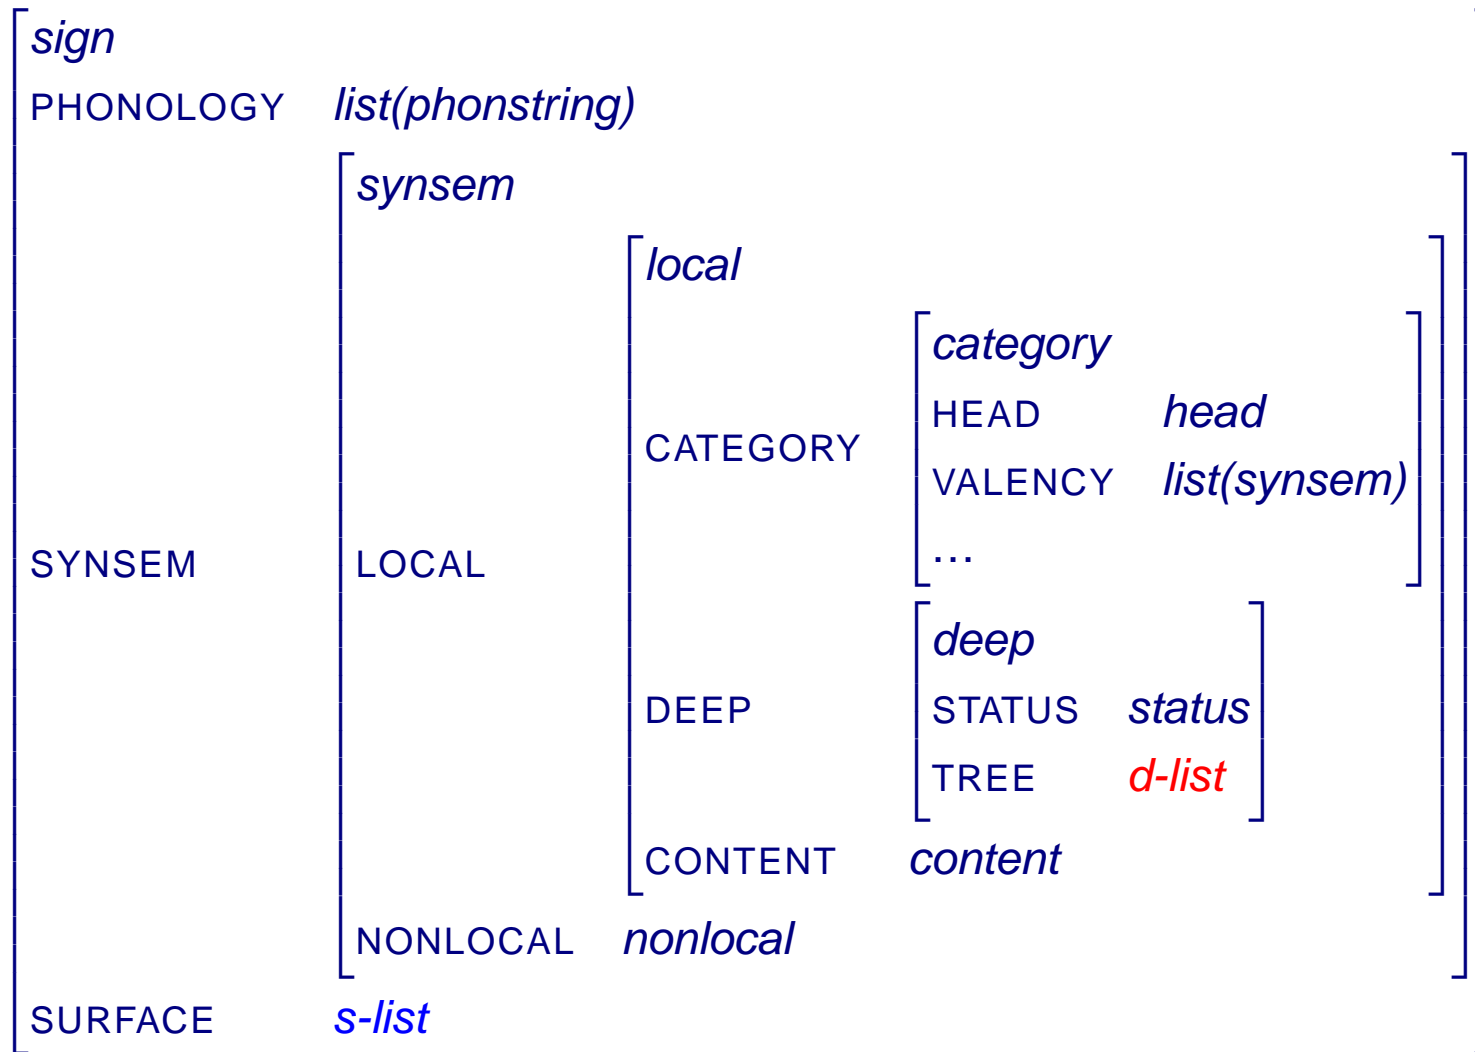 sign
PHONOLOGY list(phonstring)
synsem
local
category
HEAD head
CATEGORY
VALENCY list(synsem)
...
SYNSEM LOCAL
deep
DEEP STATUS status
TREE d-list
CONTENT content
NONLOCAL nonlocal
SURFACE s-list